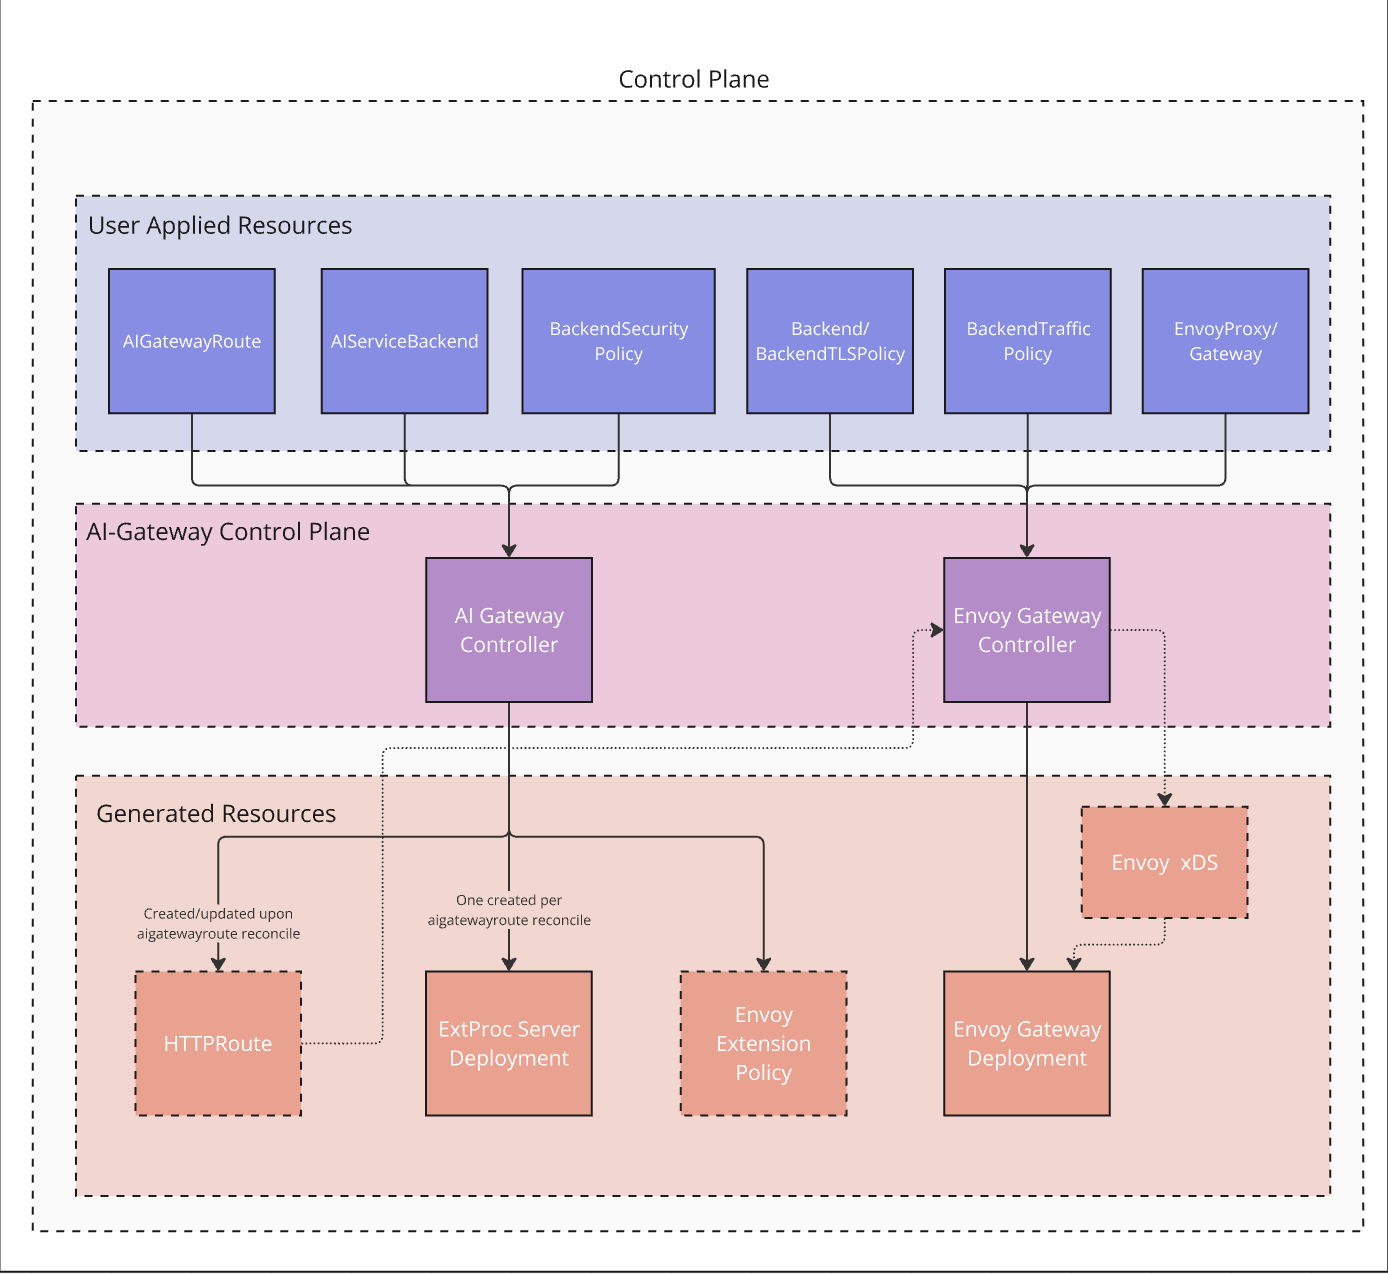 Control Plane
User Applied Resources
AIGatewayRoute
AIServiceBackend
BackendSecurity
Policy
Backend/
BackendTLSPolicy
BackendTraffic
Policy
EnvoyProxy/
Gateway
AI-Gateway Control Plane
AI Gateway
Controller
Envoy Gateway
Controller
Generated Resources
Envoy xDS
Created/updated upon
aigatewayroute reconcile
One created per
aigatewayroute reconcile
HTTPRoute
ExtProc Server
Deployment
Envoy
Extension
Policy
Envoy Gateway
Deployment